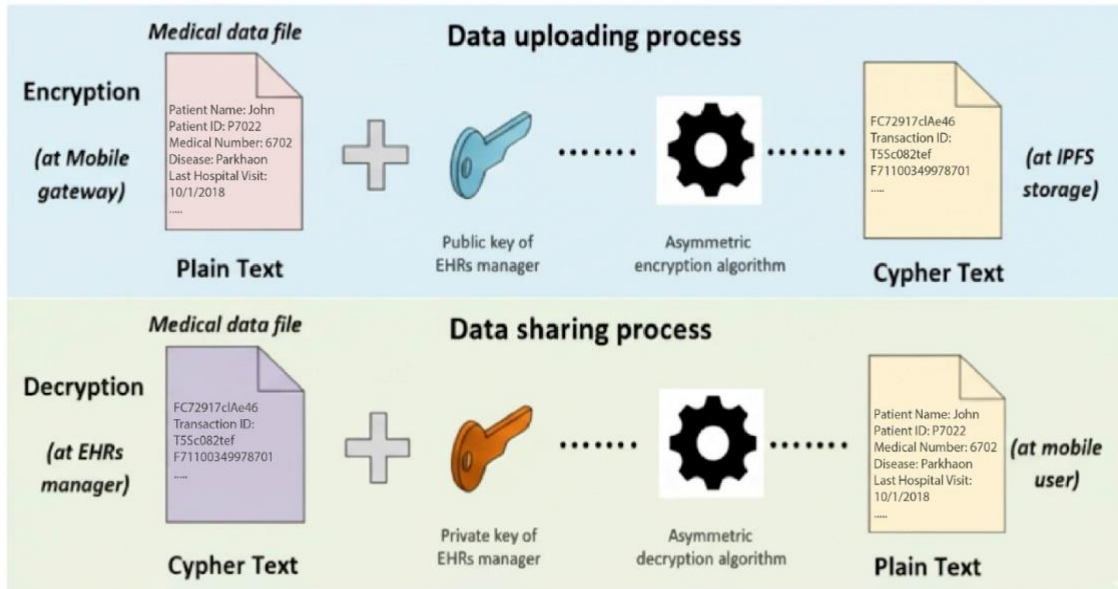 Medical data file
Data uploading process
Encryption
(at Mobile
gateway)
Patient Name: John
Patient ID: P7022
Medical Number: 6702
Disease: Parkhaon
Last Hospital Visit:
10/1/2018
.....
Plain Text
Public key of
EHRs manager
Asymmetric
encryption algorithm
FC72917clAe46
Transaction ID:
T5Sc082tef
F71100349978701
.....
Cypher Text
(at IPFS
storage)
Medical data file
Data sharing process
Decryption
(at EHRs
manager)
FC72917clAe46
Transaction ID:
T5Sc082tef
F71100349978701
.....
Cypher Text
Private key of
EHRs manager
Asymmetric
decryption algorithm
Patient Name: John
Patient ID: P7022
Medical Number: 6702
Disease: Parkhaon
Last Hospital Visit:
10/1/2018
.....
Plain Text
(at mobile
user)